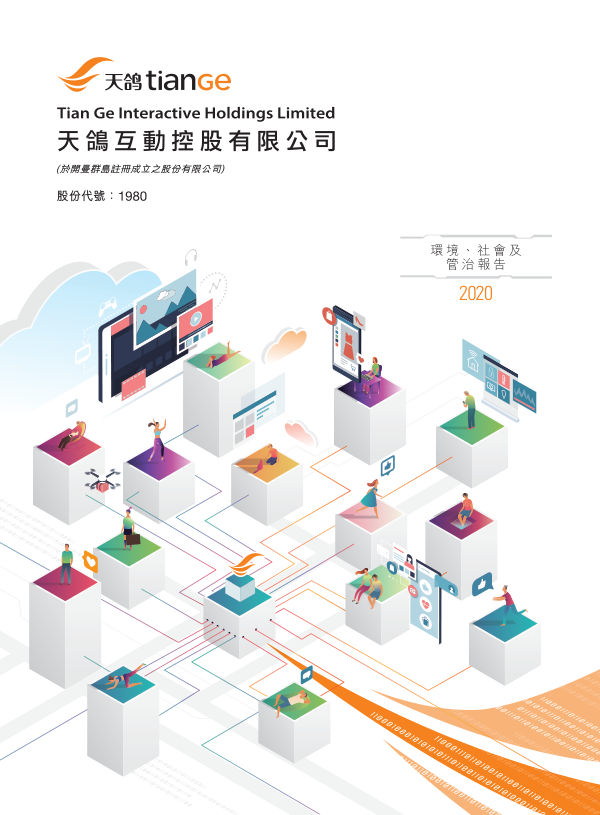 天鴿 tianGe
Tian Ge Interactive Holdings Limited
天鴿互動控股有限公司
(於開曼群島註冊成立之股份有限公司)
股份代號：1980
環境、社會及
管治報告
2020